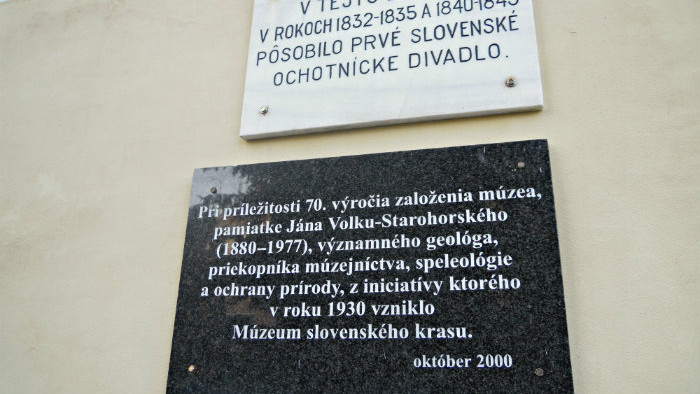 V TEJTO
V ROKOCH 1832-1835 A 1840-1845
PÔSOBILO PRVÉ SLOVENSKÉ
OCHOTNÍCKE DIVADLO.
Pri príležitosti 70. výročia založenia múzea,
pamiatke Jána Volku-Starohorského
(1880–1977), významného geológa,
priekopníka múzejníctva, speleológie
a ochrany prírody, z iniciatívy ktorého
v roku 1930 vzniklo
Múzeum slovenského krasu.
október 2000